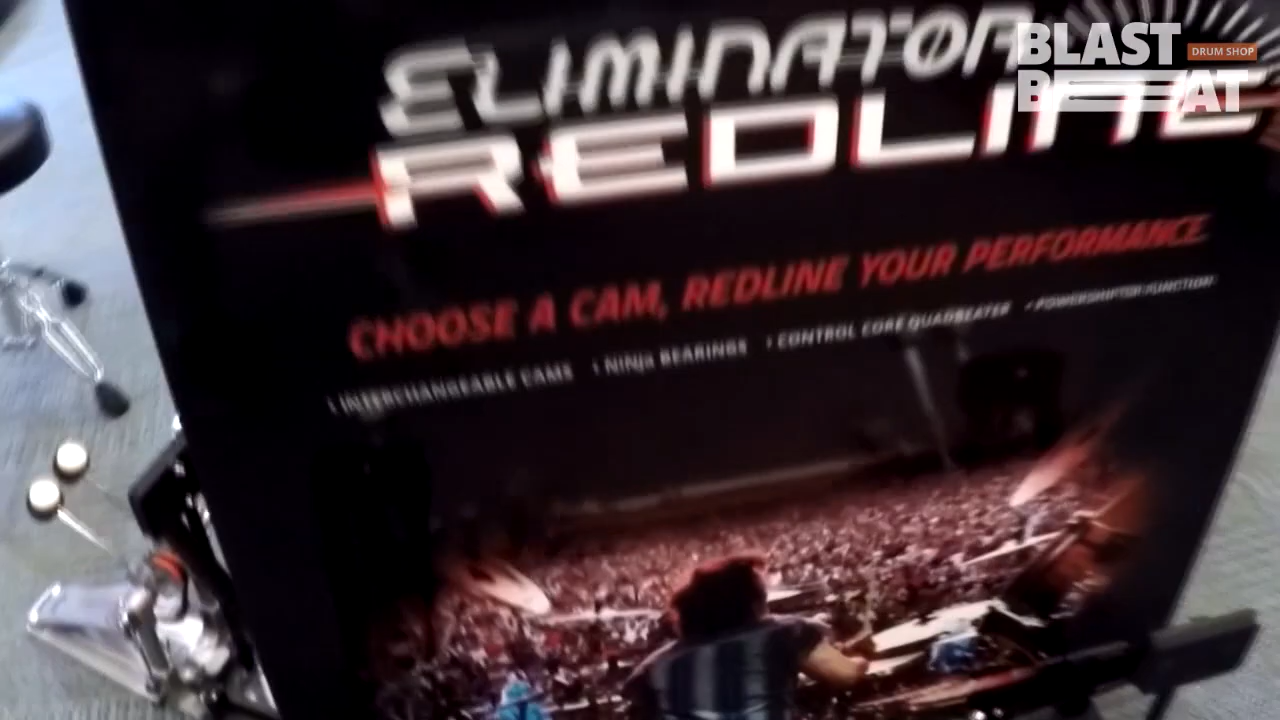 ELIMINATOR
REDLINE
BLAST
DRUM SHOP
BEAT
CHOOSE A CAM, REDLINE YOUR PERFORMANCE
INTERCHANGEABLE CAMS NINJA BEARINGS CONTROL CORE QUADBEATER POWERSHIFTER FUNCTION